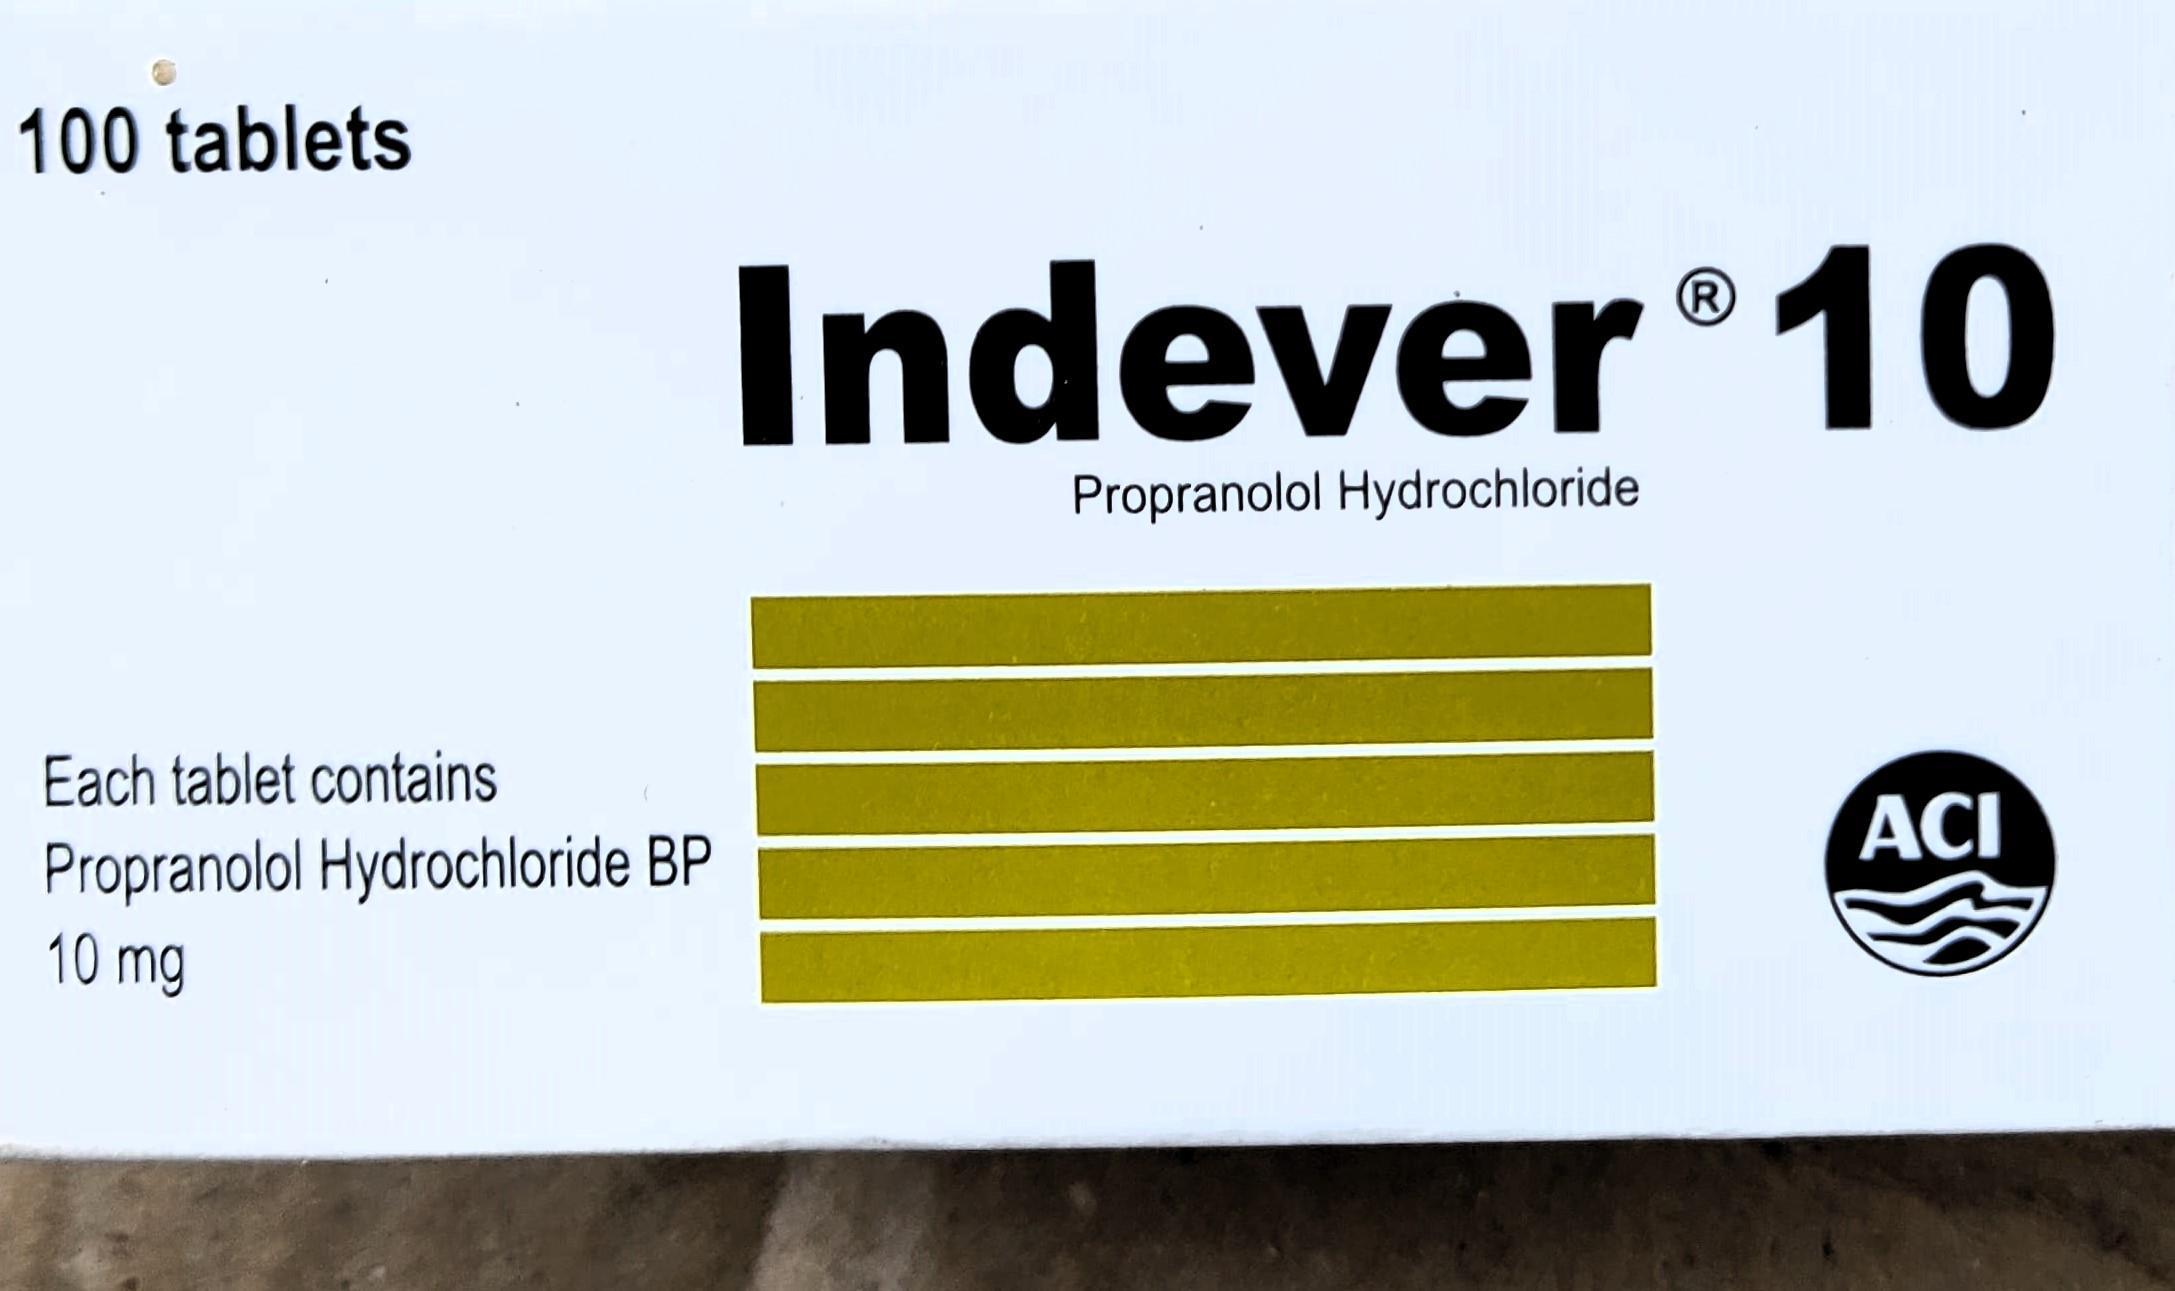 100 tablets
Indever ® 10
Propranolol Hydrochloride
Each tablet contains
Propranolol Hydrochloride BP
10 mg
ACI